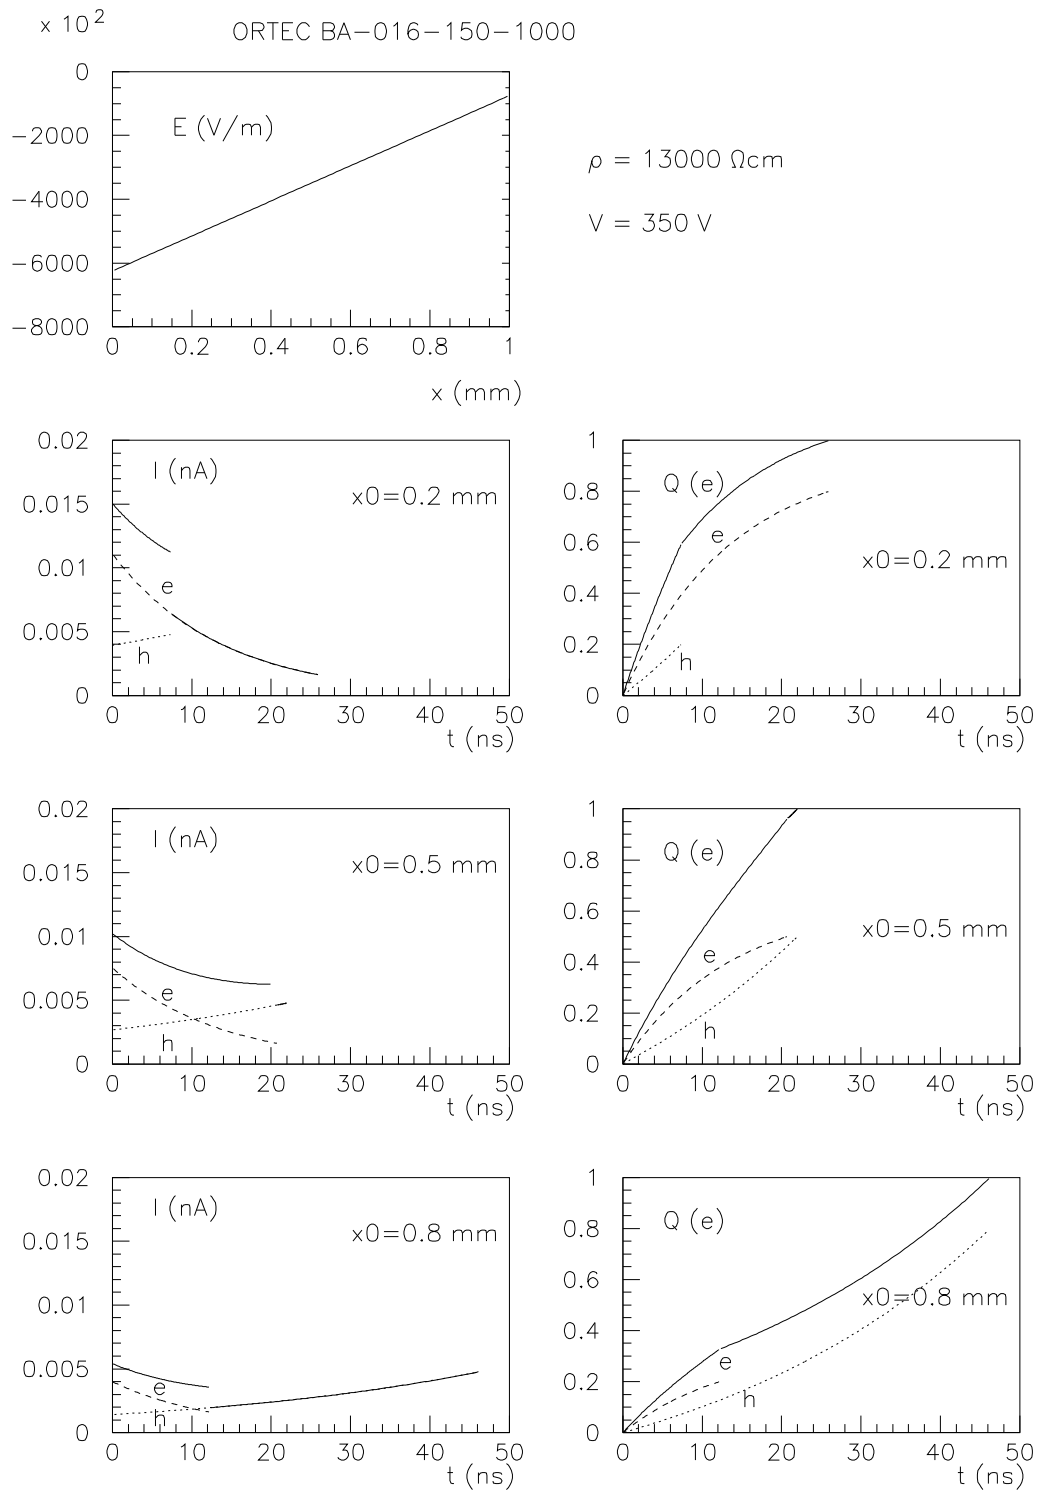 x 10²
ORTEC BA−016−150−1000
0
−2000
−4000
−6000
−8000
E (V/m)
0 0.2 0.4 0.6 0.8 1
x (mm)
ρ = 13000 Ωcm
V = 350 V
0.02
0.015
0.01
0.005
0
I (nA)
x0=0.2 mm
e
h
0 10 20 30 40 50
t (ns)
1
0.8
0.6
0.4
0.2
0
Q (e)
e
x0=0.2 mm
h
0 10 20 30 40 50
t (ns)
0.02
0.015
0.01
0.005
0
I (nA)
x0=0.5 mm
e
h
0 10 20 30 40 50
t (ns)
1
0.8
0.6
0.4
0.2
0
Q (e)
x0=0.5 mm
e
h
0 10 20 30 40 50
t (ns)
0.02
0.015
0.01
0.005
0
I (nA)
x0=0.8 mm
e
h
0 10 20 30 40 50
t (ns)
1
0.8
0.6
0.4
0.2
0
Q (e)
x0=0.8 mm
e
h
0 10 20 30 40 50
t (ns)